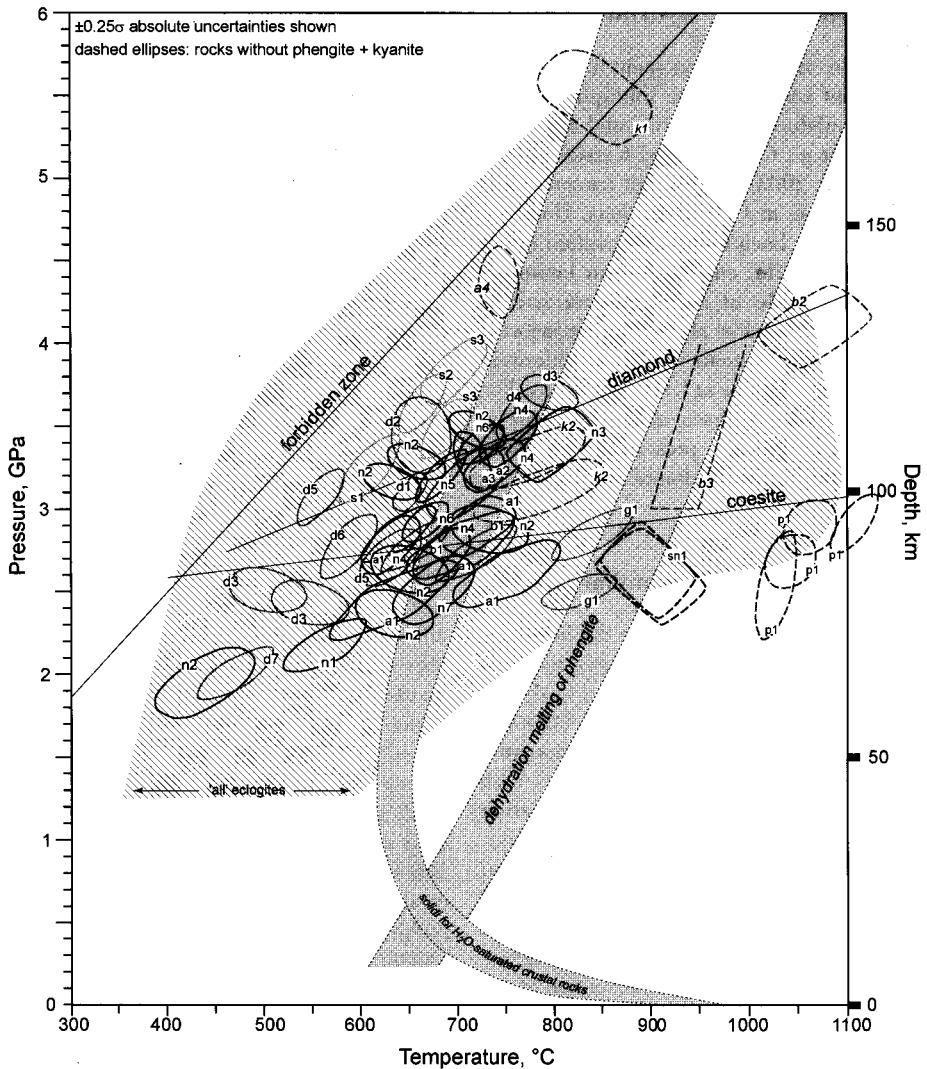 ±0.25σ absolute uncertainties shown
dashed ellipses: rocks without phengite + kyanite
6
5
4
3
2
1
0
Pressure, GPa
300
400
500
600
700
800
900
1000
1100
Temperature, °C
150
100
50
0
Depth, km
forbidden zone
diamond
coesite
dehydration melting of phengite
solidi for H₂O-saturated crustal rocks
'all' eclogites
k1
a4
b2
s3
s2
s3
d3
d4
n4
n2
n6
d2
n2
k2
n3
n4
a2
a3
k2
n2
d1
n5
d5
s1
b3
a1
g1
n4
b1
n2
d6
sn1
p1
p1
p1
p1
a1
n4
d5
a1
n2
n7
a1
g1
d3
d3
a1
n2
n1
n2
d7